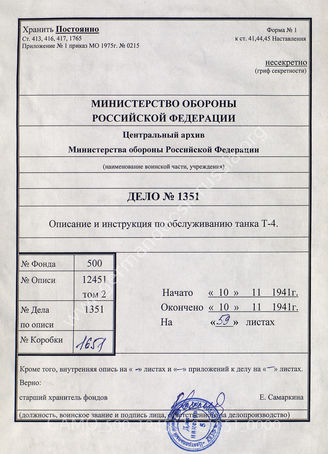 Хранить Постоянно
Форма № 1
Ст. 413, 416, 417, 1765
к ст. 41,44,45 Наставления
Приложение № 1 приказ МО 1975г. № 0215
несекретно
(гриф секретности)
МИНИСТЕРСТВО ОБОРОНЫ
РОССИЙСКОЙ ФЕДЕРАЦИИ
Центральный архив
Министерства обороны Российской Федерации
(наименование воинской части, учреждения)
ДЕЛО № 1351
Описание и инструкция по обслуживанию танка Т-4.
№ Фонда 500
№ Описи 12451
том 2
№ Дела 1351
по описи
№ Коробки 1651
Начато « 10 » 11 1941г.
Окончено « 10 » 11 1941г.
На «59» листах
Кроме того, внутренняя опись на «-» листах и «-» приложений к делу на «-» листах.
Верно:
старший хранитель фондов Е. Самаркина
(должность, воинское звание и подпись лица, ответственного за делопроизводство)